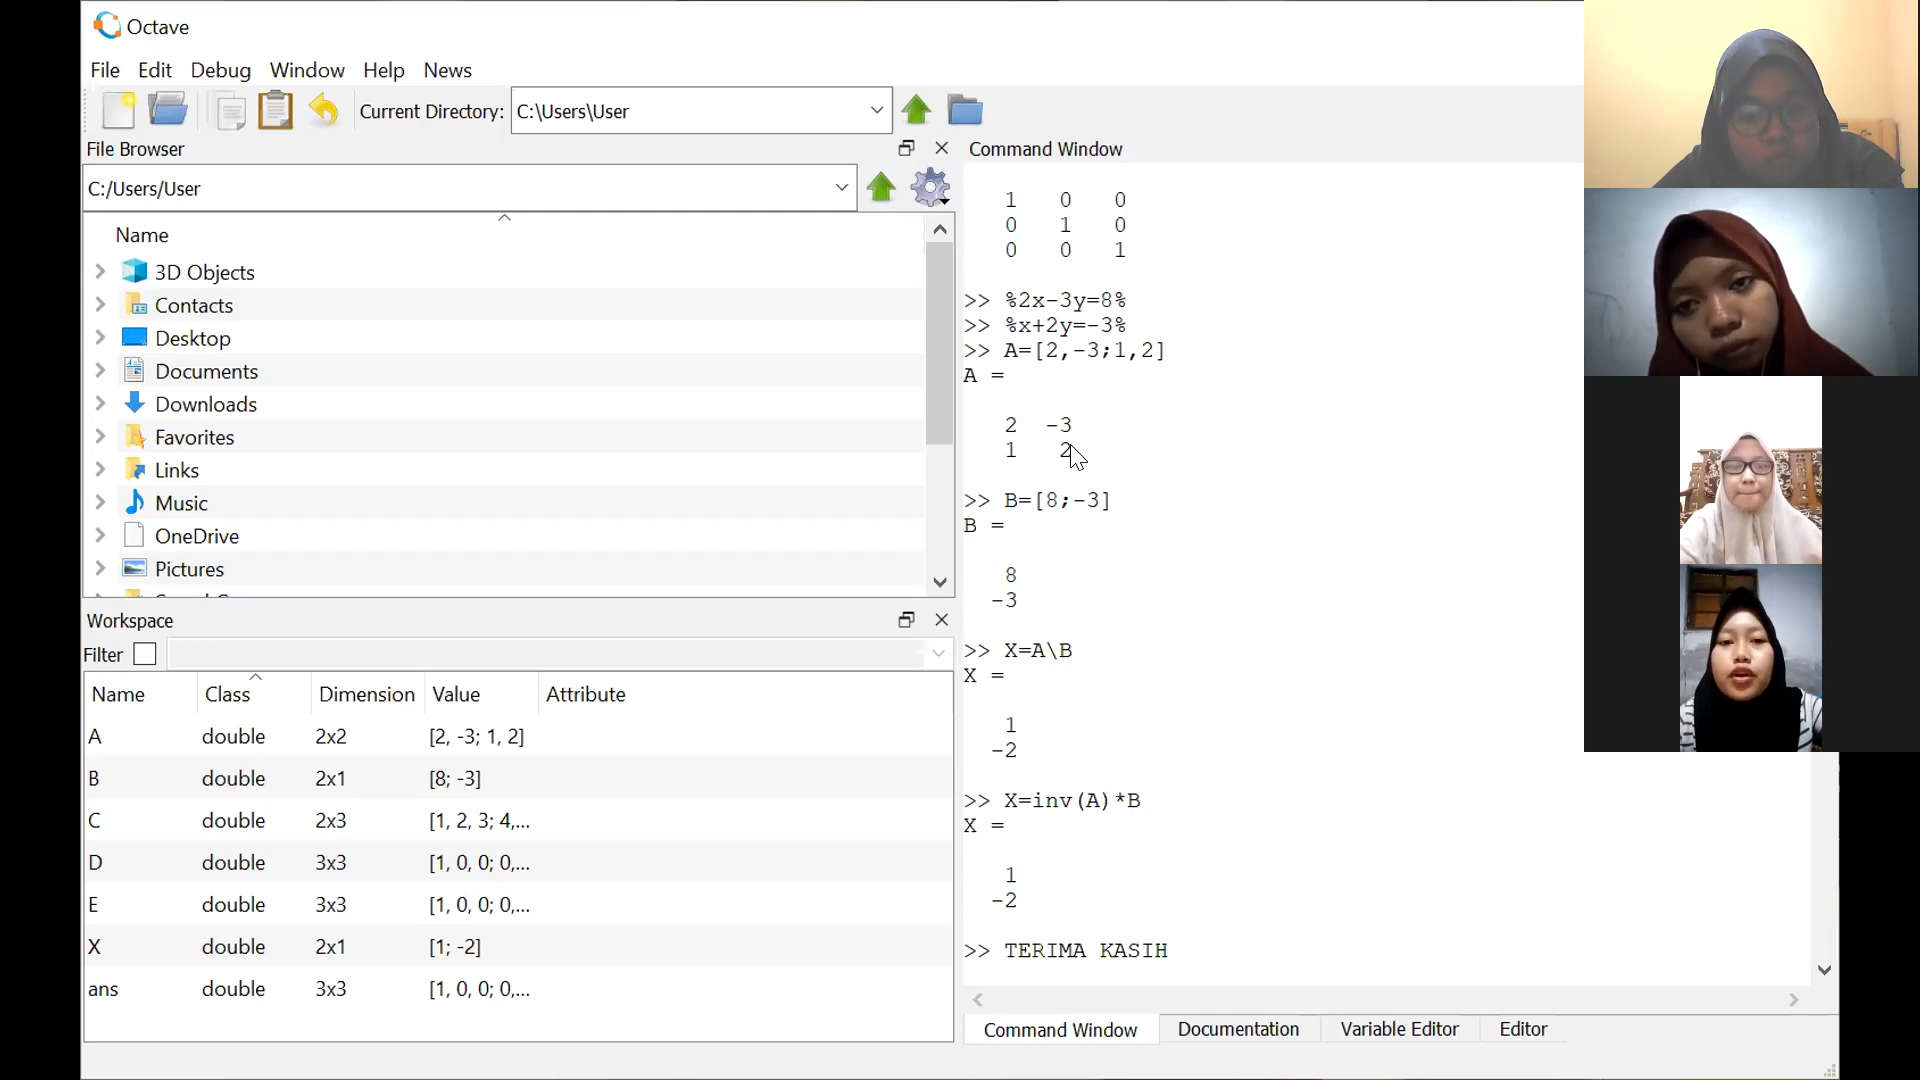 Octave
File Edit Debug Window Help News
Current Directory: C:\Users\User
File Browser
C:/Users/User
Name
3D Objects
Contacts
Desktop
Documents
Downloads
Favorites
Links
Music
OneDrive
Pictures
Workspace
Filter
Name Class Dimension Value Attribute
A double 2x2 [2, -3; 1, 2]
B double 2x1 [8; -3]
C double 2x3 [1, 2, 3; 4,...
D double 3x3 [1, 0, 0; 0,...
E double 3x3 [1, 0, 0; 0,...
X double 2x1 [1; -2]
ans double 3x3 [1, 0, 0; 0,...
Command Window
1 0 0
0 1 0
0 0 1
>> %2x-3y=8%
>> %x+2y=-3%
>> A=[2,-3;1,2]
A =
2 -3
1 2
>> B=[8;-3]
B =
8
-3
>> X=A\B
X =
1
-2
>> X=inv(A)*B
X =
1
-2
>> TERIMA KASIH
Command Window Documentation Variable Editor Editor